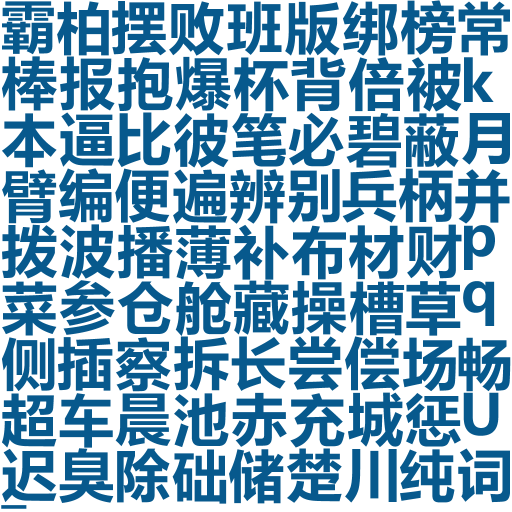 霸柏摆败班版绑榜常
棒报抱爆杯背倍被k
本逼比彼笔必碧蔽月
臂编便遍辨别兵柄并
拨波播薄补布材财p
菜参仓舱藏操槽草q
侧插察拆长尝偿场畅
超车晨池赤充城惩U
迟臭除础储楚川纯词